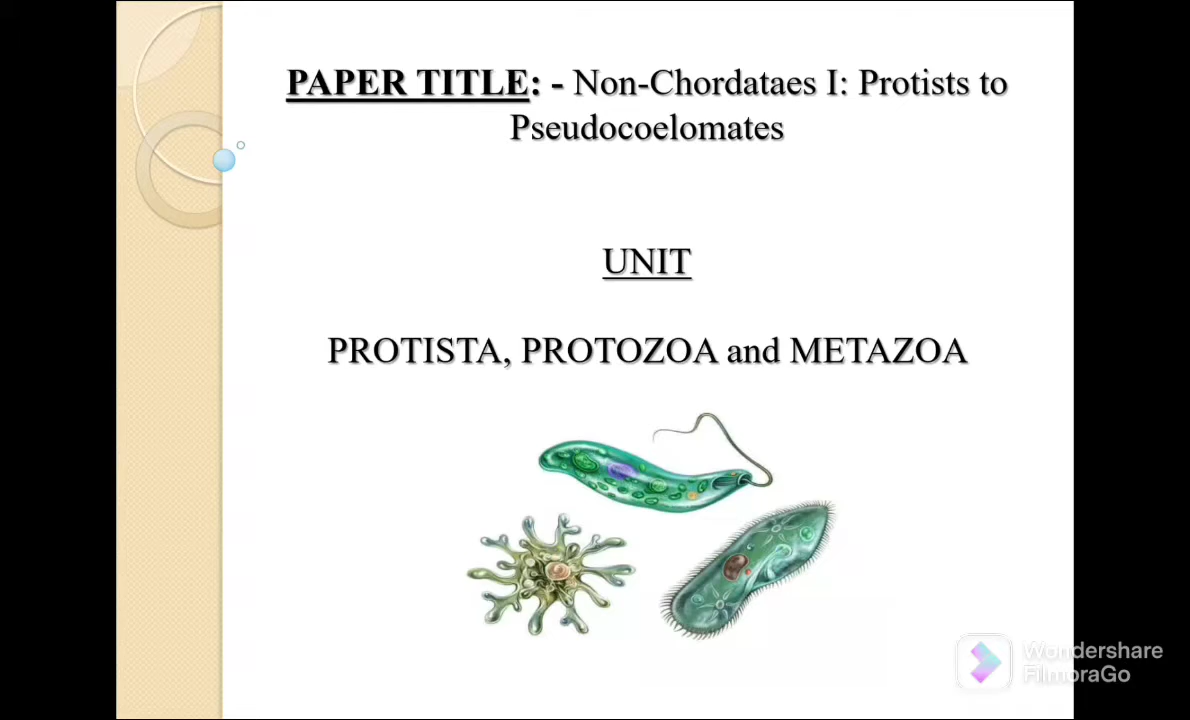 PAPER TITLE: - Non-Chordataes I: Protists to
Pseudocoelomates
UNIT
PROTISTA, PROTOZOA and METAZOA
Wondershare
FilmoraGo